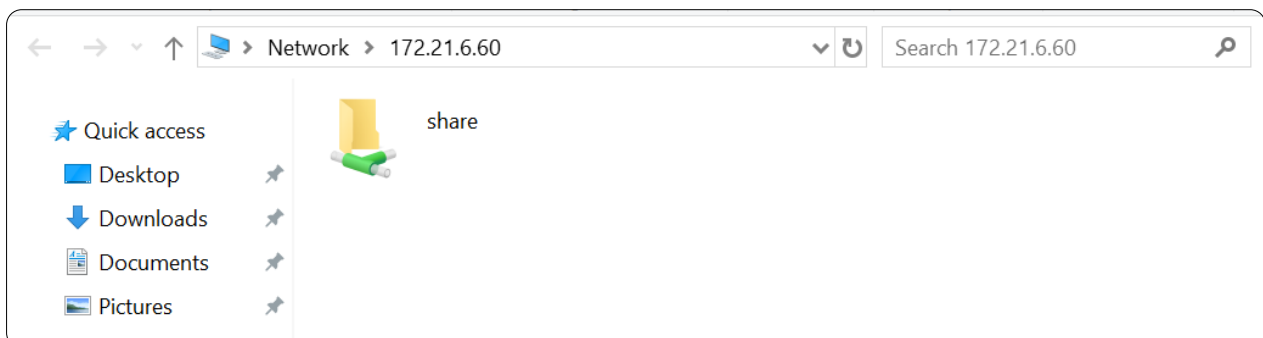 Network > 172.21.6.60
Search 172.21.6.60
Quick access
share
Desktop
Downloads
Documents
Pictures